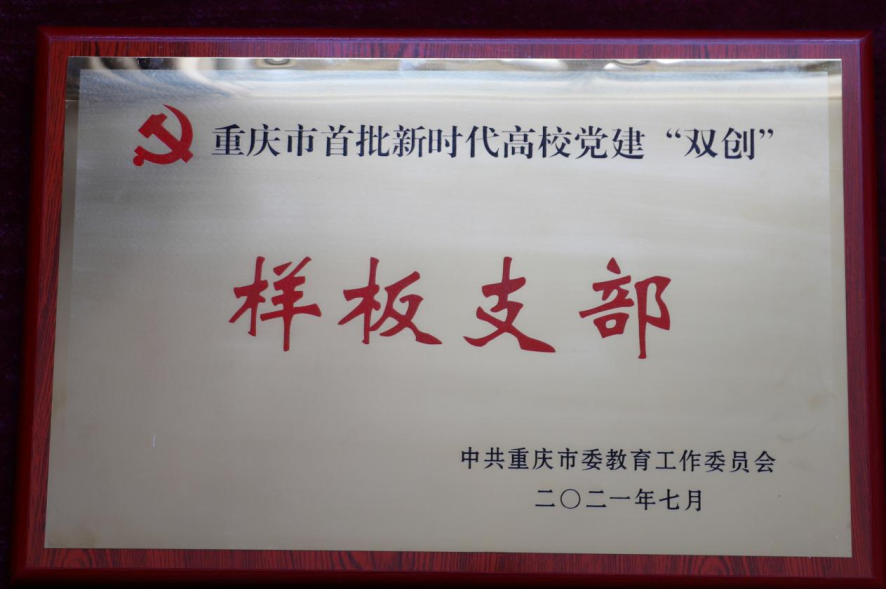 重庆市首批新时代高校党建“双创”
样板支部
中共重庆市委教育工作委员会
二〇二一年七月